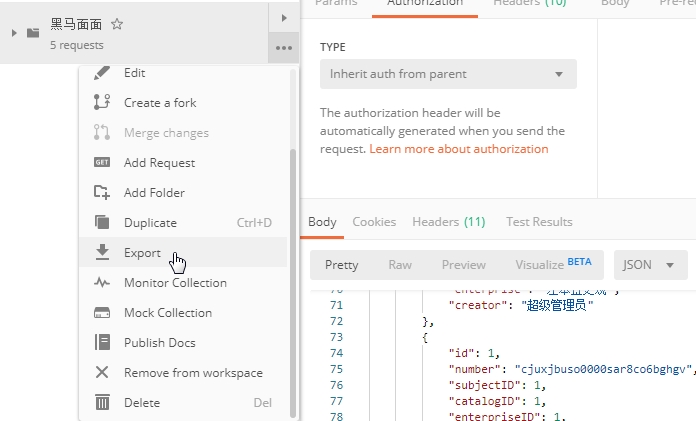 黑马面面
5 requests
Edit
Create a fork
Merge changes
GET Add Request
Add Folder
Duplicate Ctrl+D
Export
Monitor Collection
Mock Collection
Publish Docs
Remove from workspace
Delete Del
Params Authorization Headers (10) Body Pre-req
TYPE
Inherit auth from parent
The authorization header will be
automatically generated when you send the
request. Learn more about authorization
Body Cookies Headers (11) Test Results
Pretty Raw Preview Visualize BETA JSON
70 "enterprise"
71 "creator": "超级管理员"
72 },
73 {
74 "id": 1,
75 "number": "cjuxjbuso0000sar8co6bghgv",
76 "subjectID": 1,
77 "catalogID": 1,
78 "enterpriseID": 1,